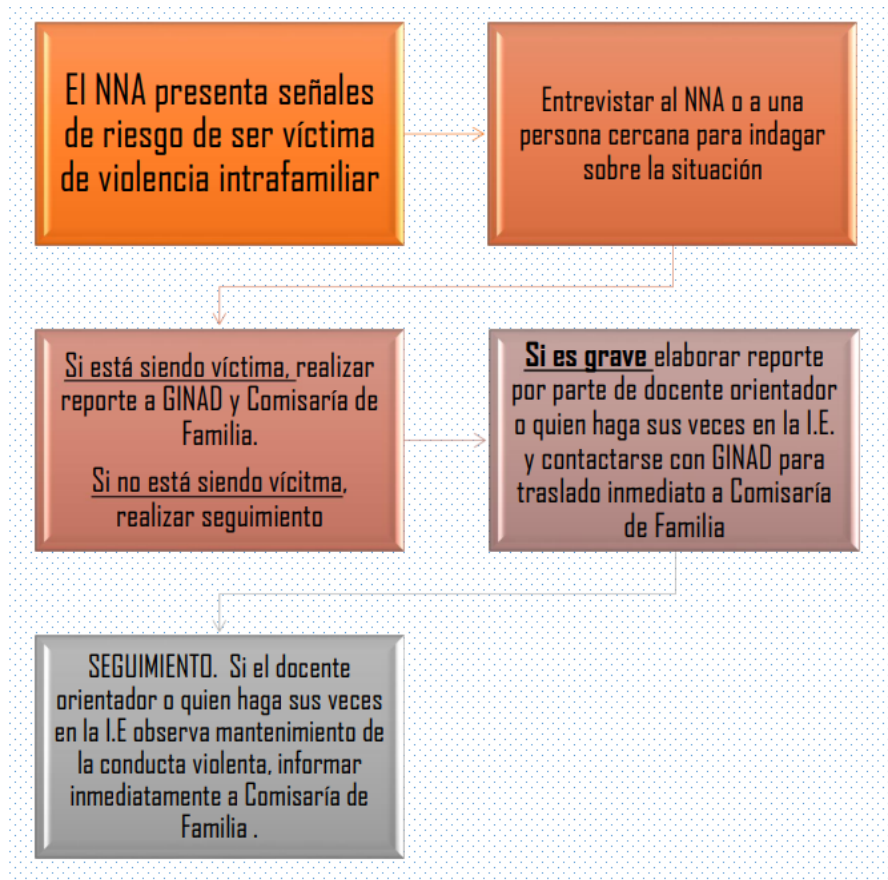 El NNA presenta señales
de riesgo de ser víctima
de violencia intrafamiliar
Entrevistar al NNA o a una
persona cercana para indagar
sobre la situación
Si está siendo víctima, realizar
reporte a GINAD y Comisaría de
Familia.
Si no está siendo vícitma,
realizar seguimiento
Si es grave elaborar reporte
por parte de docente orientador
o quien haga sus veces en la I.E.
y contactarse con GINAD para
traslado inmediato a Comisaría
de Familia
SEGUIMIENTO. Si el docente
orientador o quien haga sus veces
en la I.E observa mantenimiento de
la conducta violenta, informar
inmediatamente a Comisaría de
Familia .